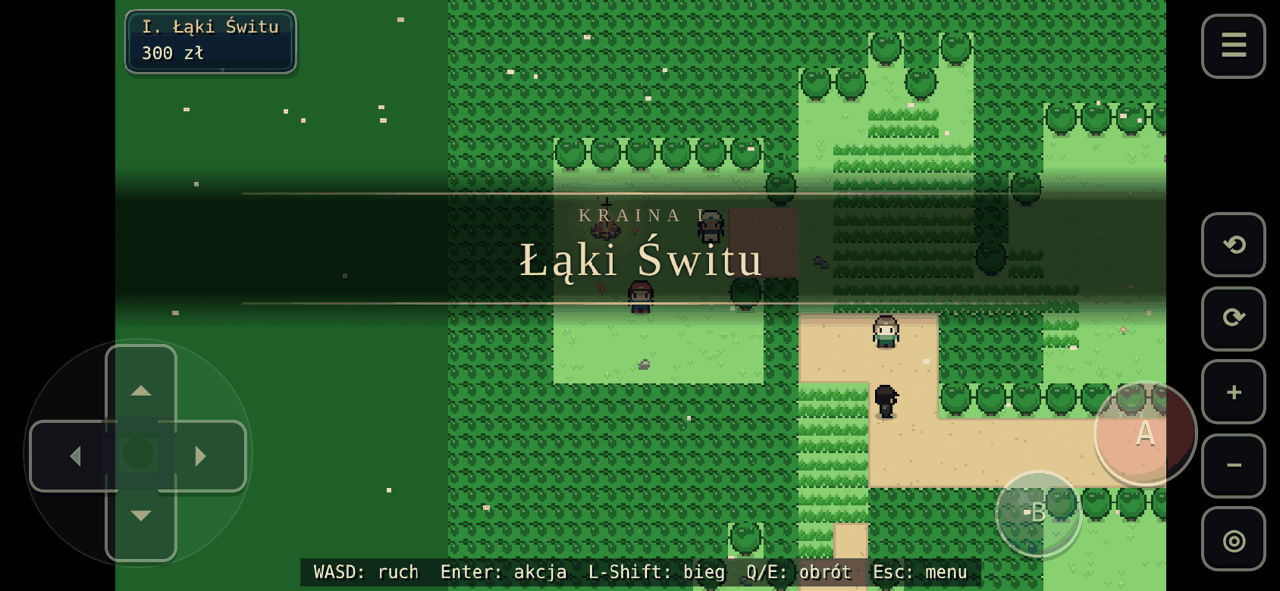 I. Łąki Świtu
300 zł
KRAINA I
Łąki Świtu
A
B
WASD: ruch  Enter: akcja  L-Shift: bieg  Q/E: obrót  Esc: menu